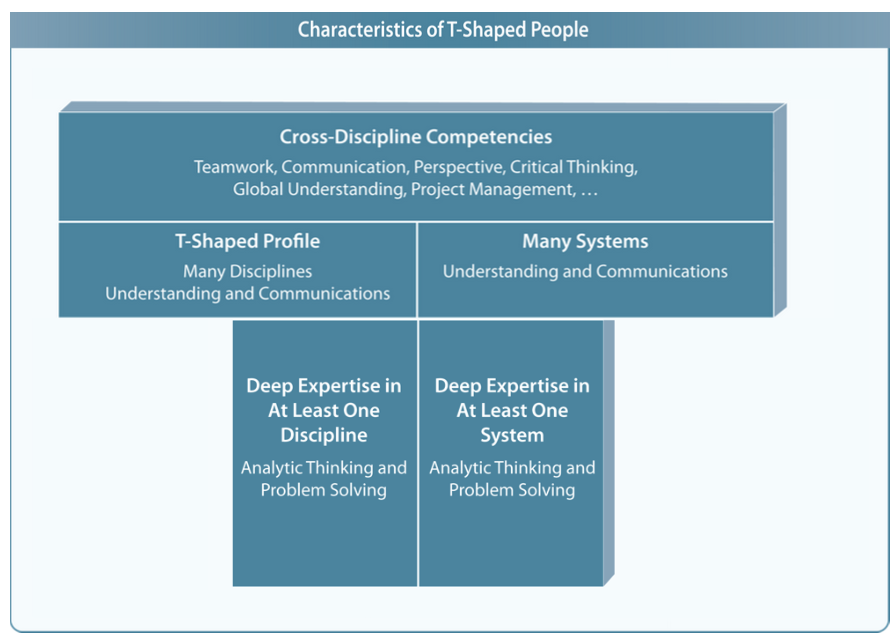 Characteristics of T-Shaped People
Cross-Discipline Competencies
Teamwork, Communication, Perspective, Critical Thinking,
Global Understanding, Project Management, …
T-Shaped Profile
Many Disciplines
Understanding and Communications
Many Systems
Understanding and Communications
Deep Expertise in
At Least One
Discipline
Analytic Thinking and
Problem Solving
Deep Expertise in
At Least One
System
Analytic Thinking and
Problem Solving